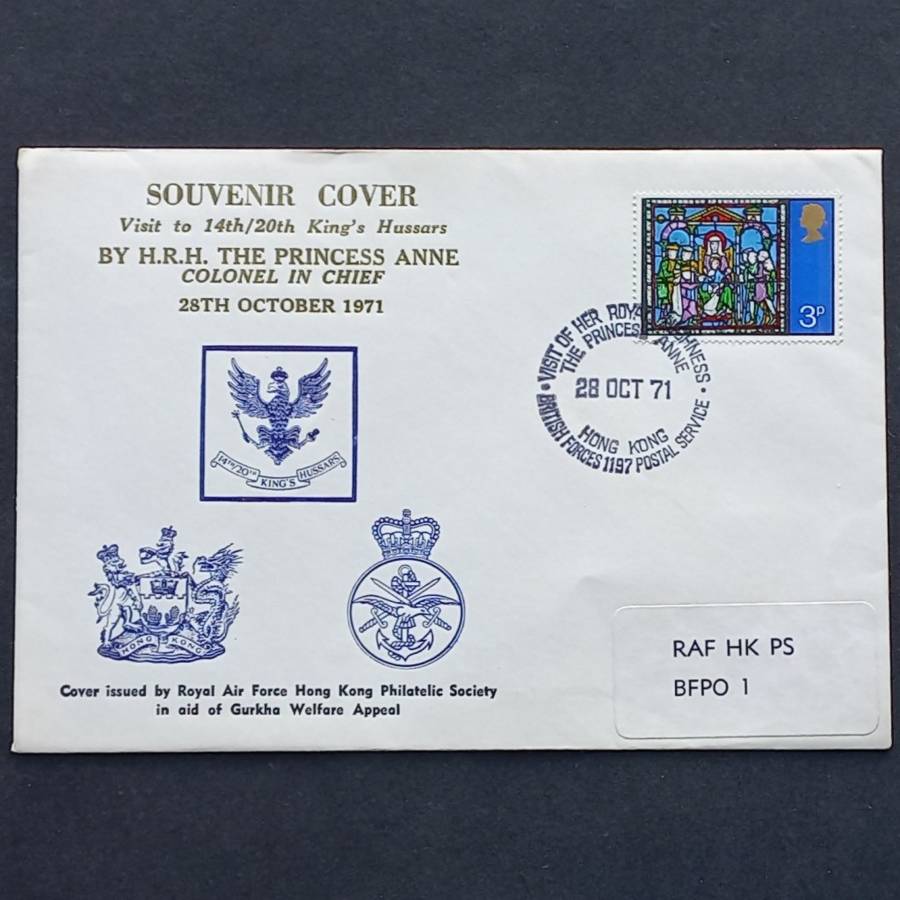 SOUVENIR COVER
Visit to 14th/20th King's Hussars
BY H.R.H. THE PRINCESS ANNE
COLONEL IN CHIEF
28TH OCTOBER 1971
3P
VISIT OF HER ROYAL HIGHNESS
THE PRINCESS ANNE
28 OCT 71
HONG KONG
BRITISH FORCES 1197 POSTAL SERVICE
14TH/20TH KING'S HUSSARS
HONG KONG
RAF HK PS
BFPO 1
Cover issued by Royal Air Force Hong Kong Philatelic Society
in aid of Gurkha Welfare Appeal